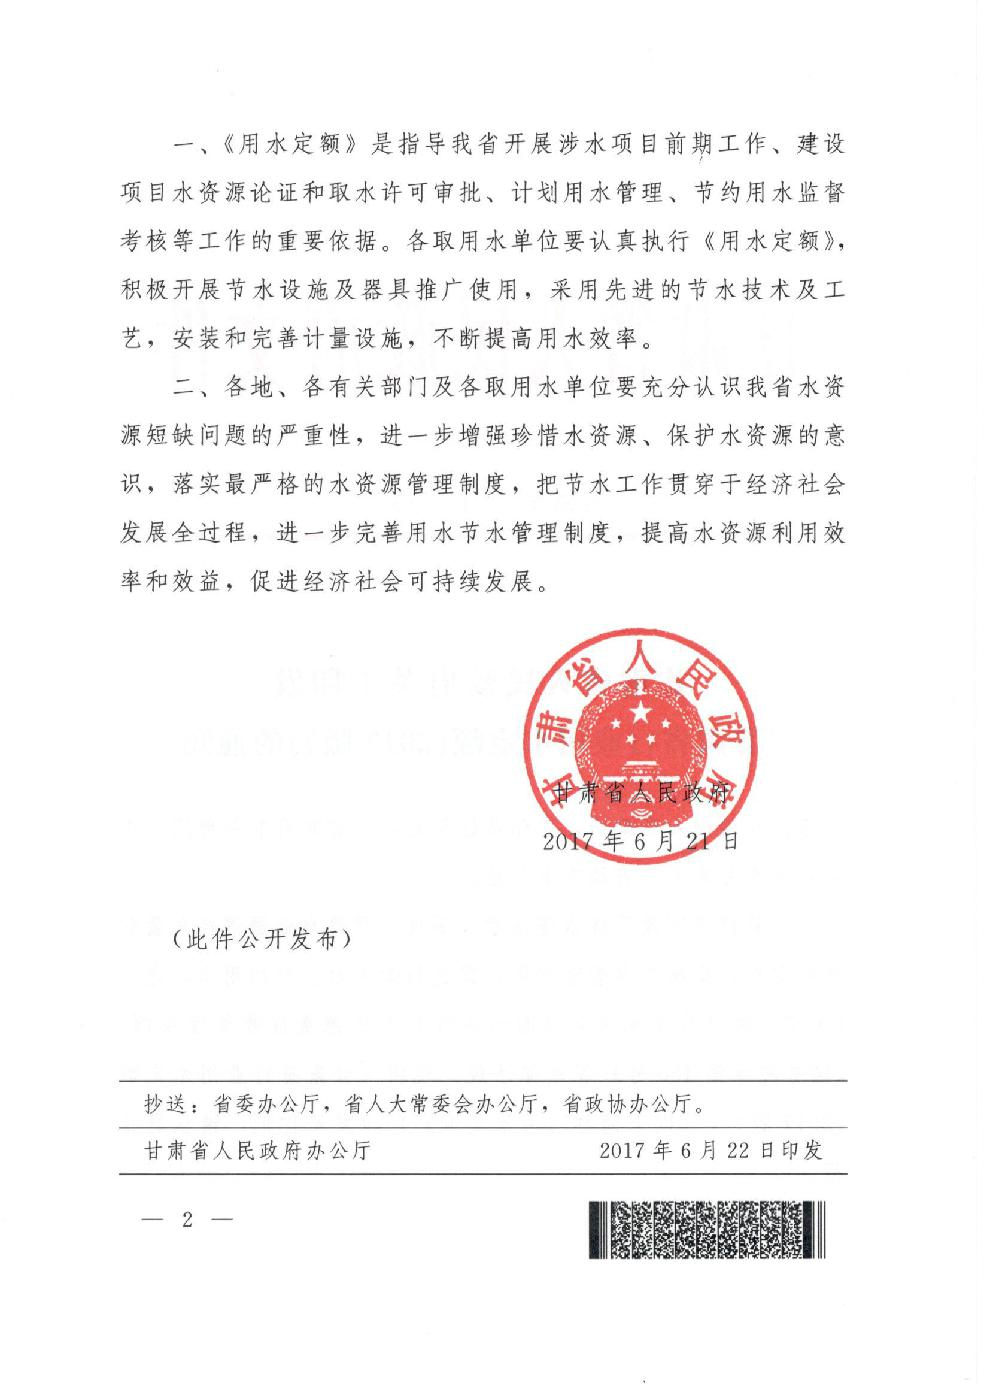 一、《用水定额》是指导我省开展涉水项目前期工作、建设
项目水资源论证和取水许可审批、计划用水管理、节约用水监督
考核等工作的重要依据。各取用水单位要认真执行《用水定额》，
积极开展节水设施及器具推广使用，采用先进的节水技术及工
艺，安装和完善计量设施，不断提高用水效率。
二、各地、各有关部门及各取用水单位要充分认识我省水资
源短缺问题的严重性，进一步增强珍惜水资源、保护水资源的意
识，落实最严格的水资源管理制度，把节水工作贯穿于经济社会
发展全过程，进一步完善用水节水管理制度，提高水资源利用效
率和效益，促进经济社会可持续发展。
甘肃省人民政府
甘肃省人民政府
2017年6月21日
（此件公开发布）
抄送：省委办公厅，省人大常委会办公厅，省政协办公厅。
甘肃省人民政府办公厅 2017年6月22日印发
— 2 —